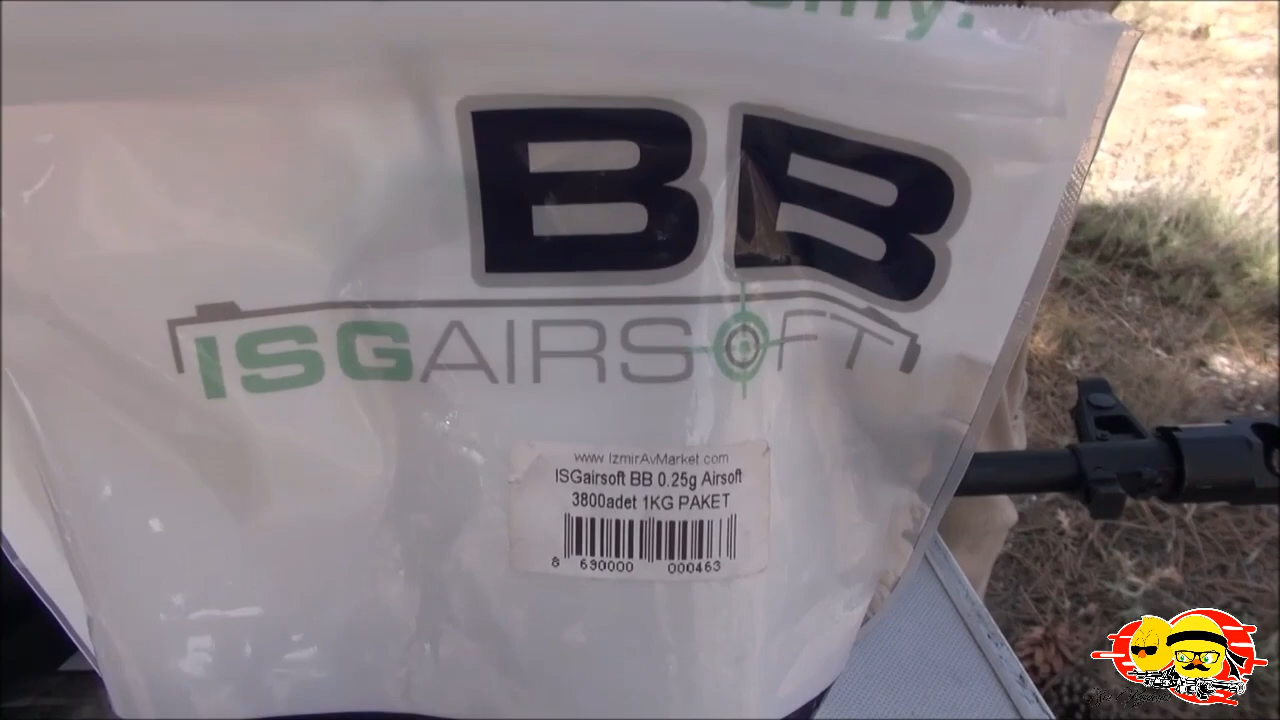 BB
ISGAIRSOFT
www.IzmirAvMarket.com
ISGairsoft BB 0.25g Airsoft
3800adet 1KG PAKET
8 690000 000463